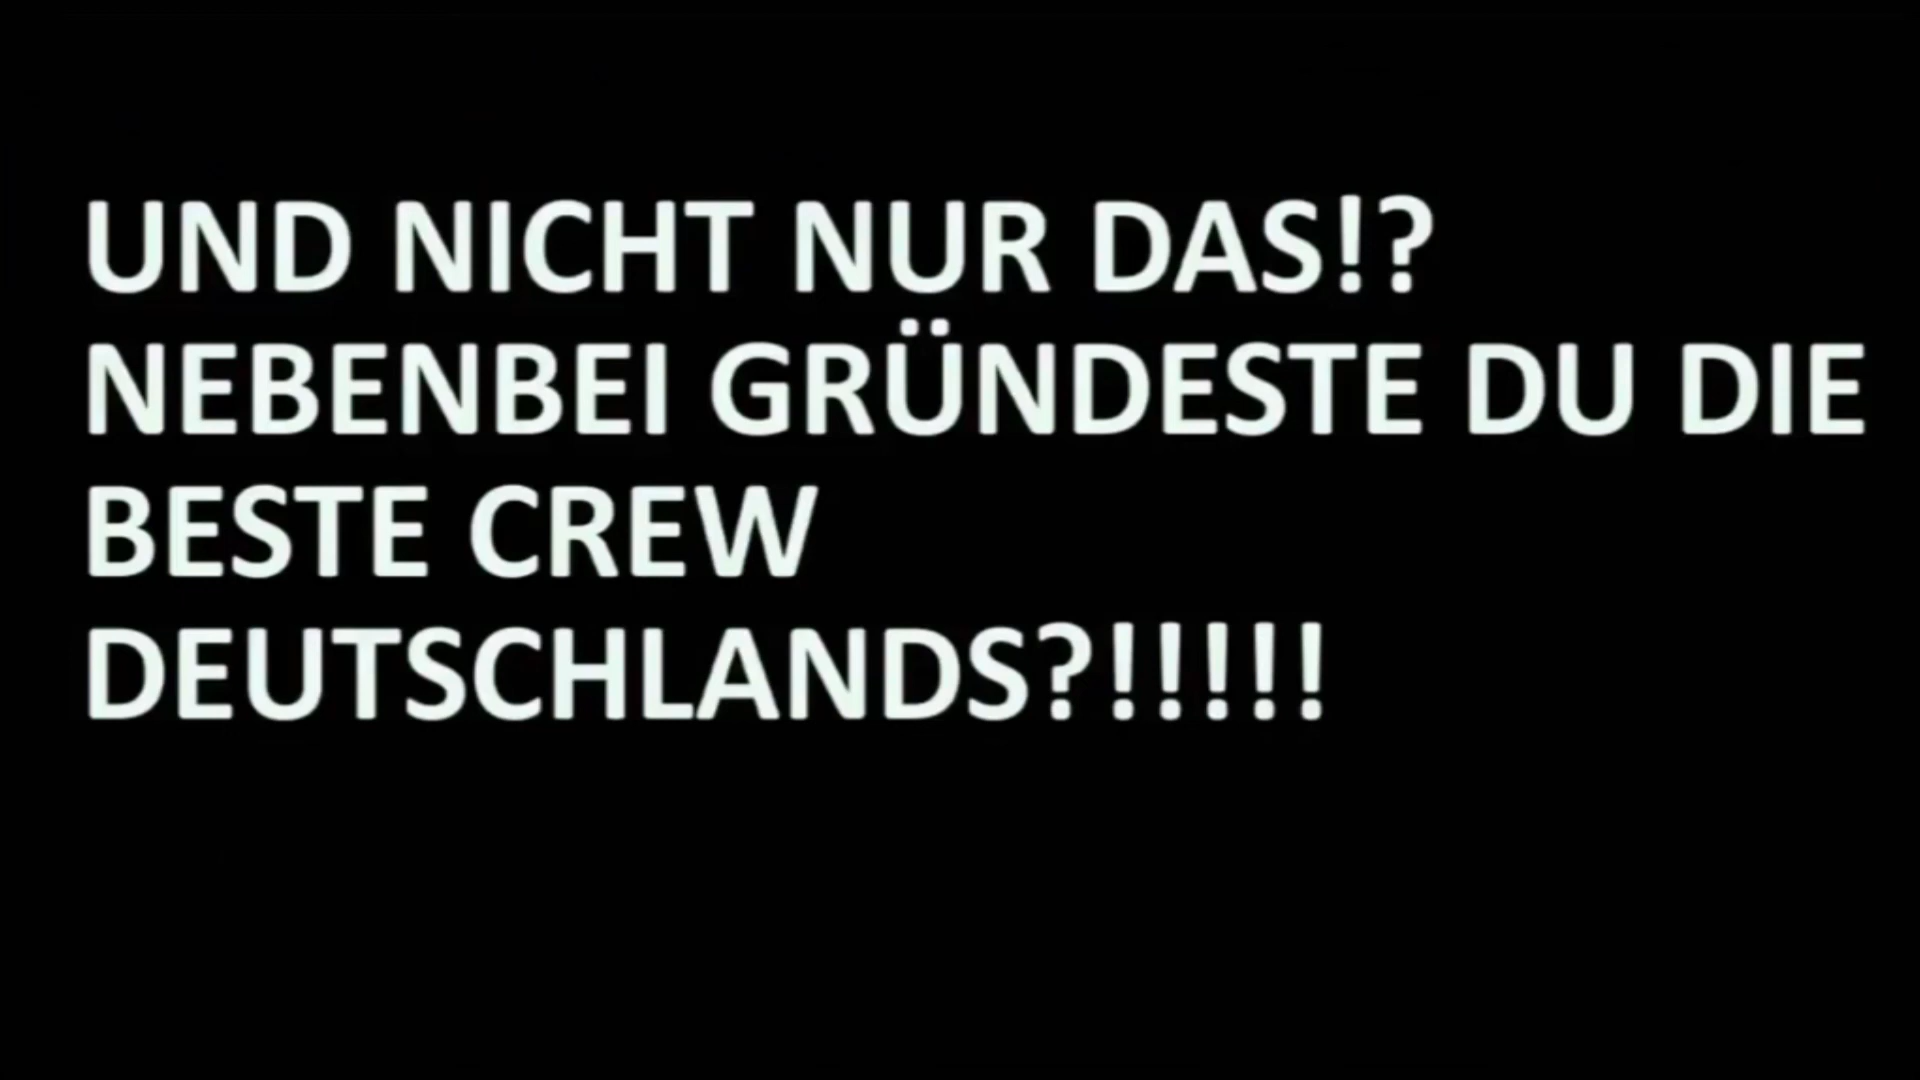 UND NICHT NUR DAS!?
NEBENBEI GRÜNDESTE DU DIE
BESTE CREW
DEUTSCHLANDS?!!!!!